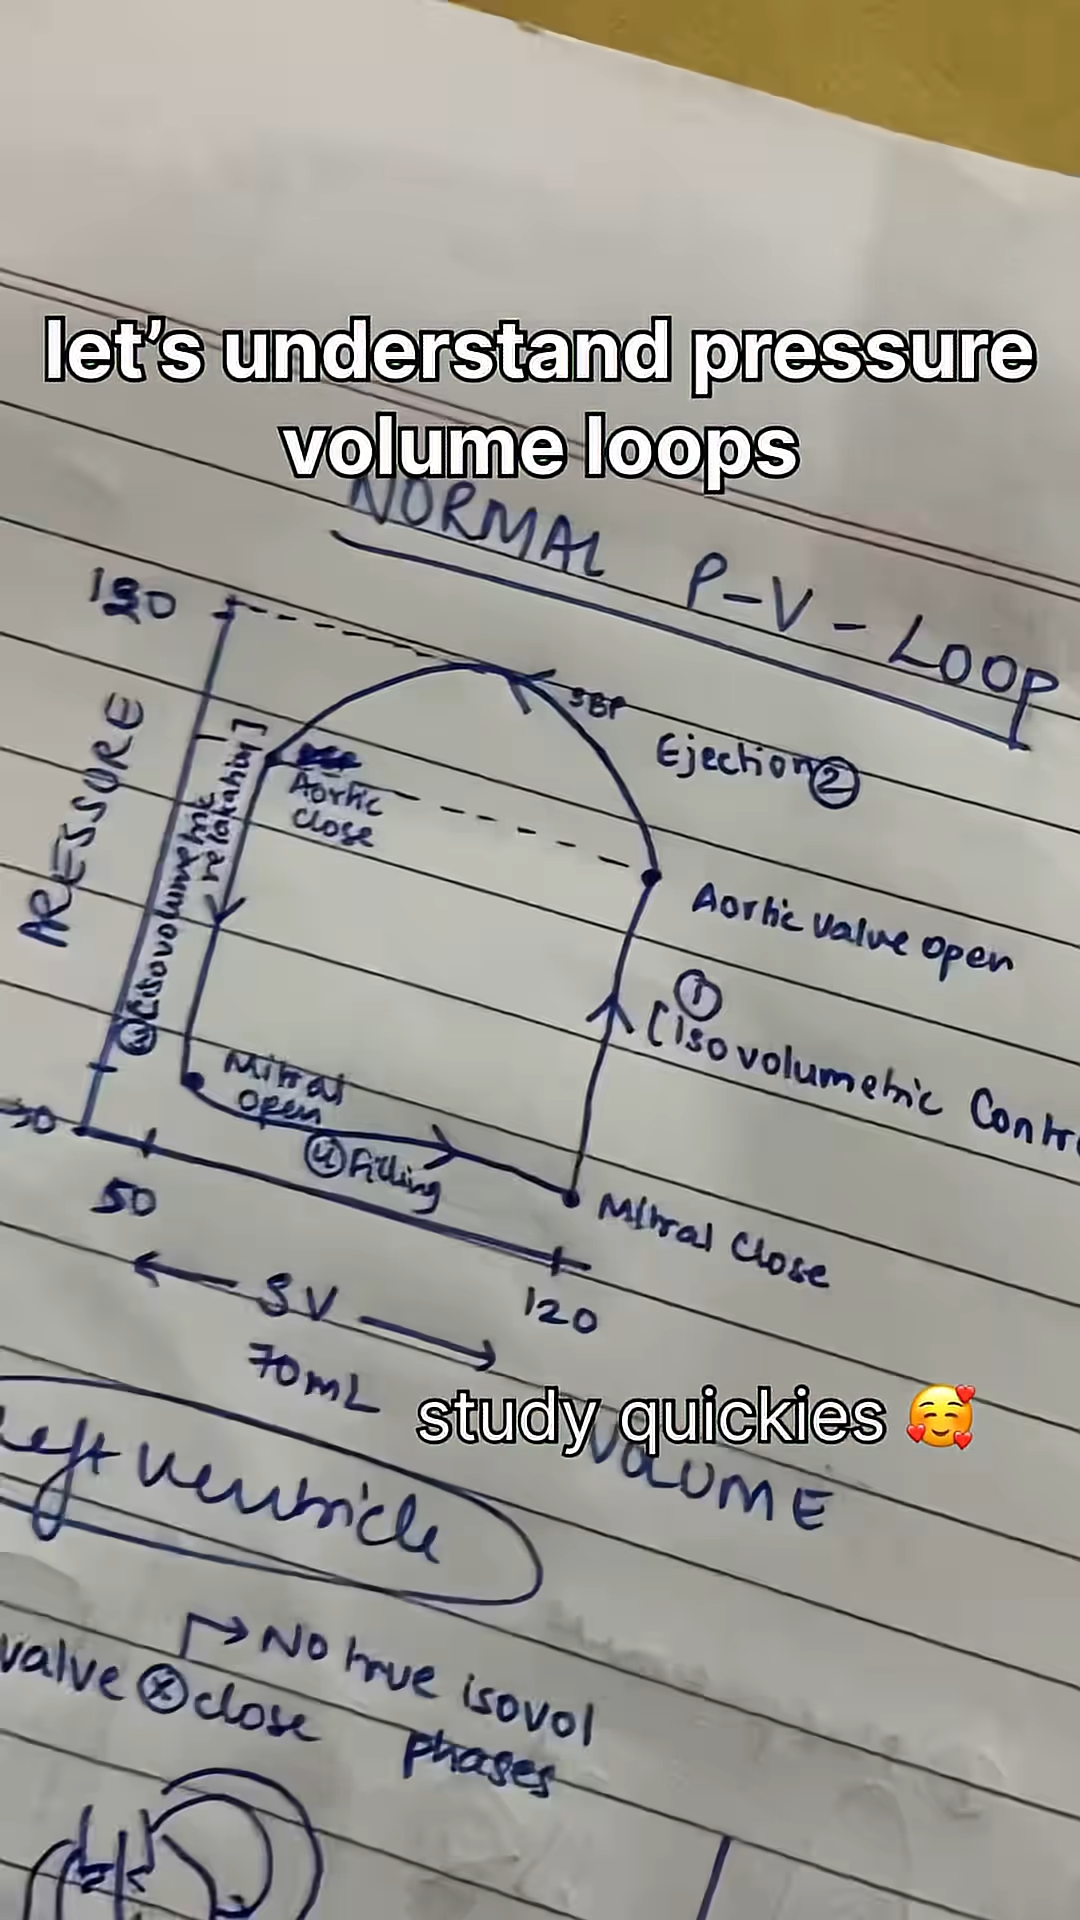 let's understand pressure
volume loops
NORMAL P-V-LOOP
PRESSURE
SBP
Ejection ②
Aortic
close
③ [isovolumetric
relaxation]
Aortic valve open
①
[Isovolumetric Contr
Mitral
open
④ Filling
Mitral close
50
120
← SV →
70mL
study quickies 🥰
VOLUME
Left Ventricle
→ No true isovol
phases
valve ⓧ close